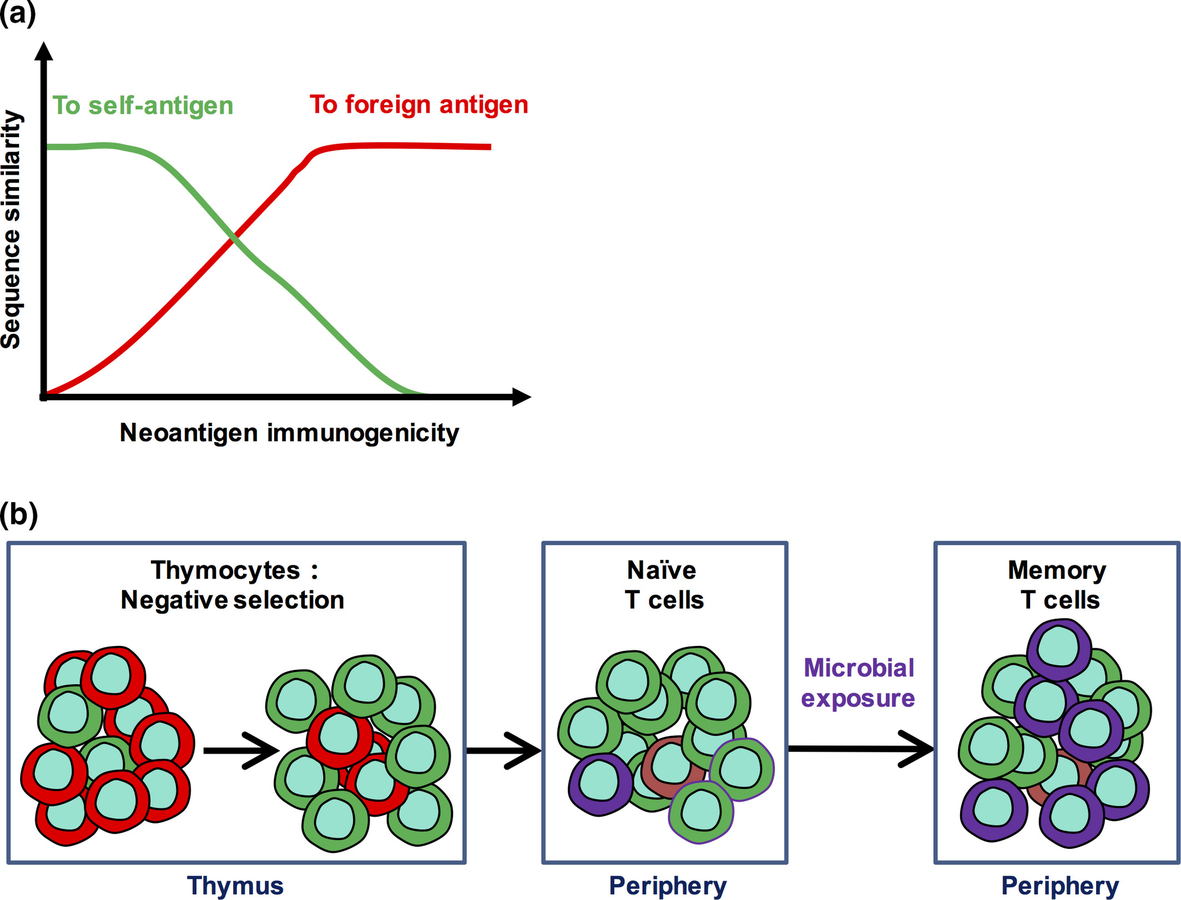 (a)
To self-antigen
To foreign antigen
Sequence similarity
Neoantigen immunogenicity
(b)
Thymocytes :
Negative selection
Naïve
T cells
Microbial
exposure
Memory
T cells
Thymus
Periphery
Periphery